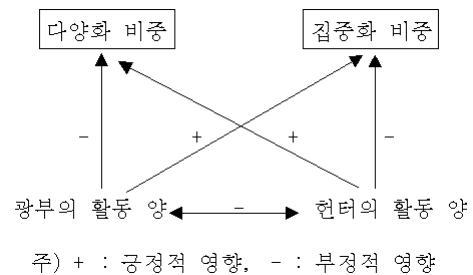 다양화 비중 집중화 비중
- + + -
광부의 활동 양 - 헌터의 활동 양
주) + : 긍정적 영향, - : 부정적 영향